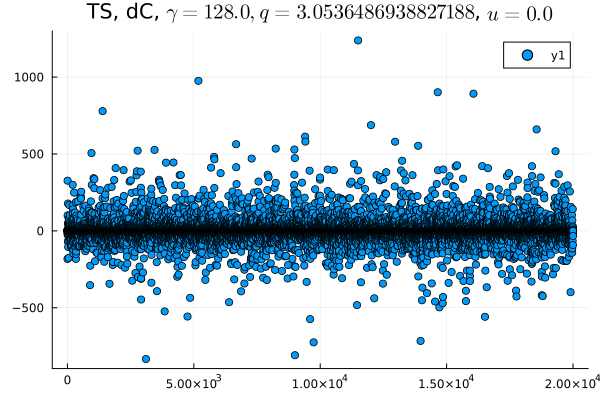 TS, dC, γ = 128.0, q = 3.0536486938827188, u = 0.0
y1
1000
500
0
−500
0 5.00×10³ 1.00×10⁴ 1.50×10⁴ 2.00×10⁴